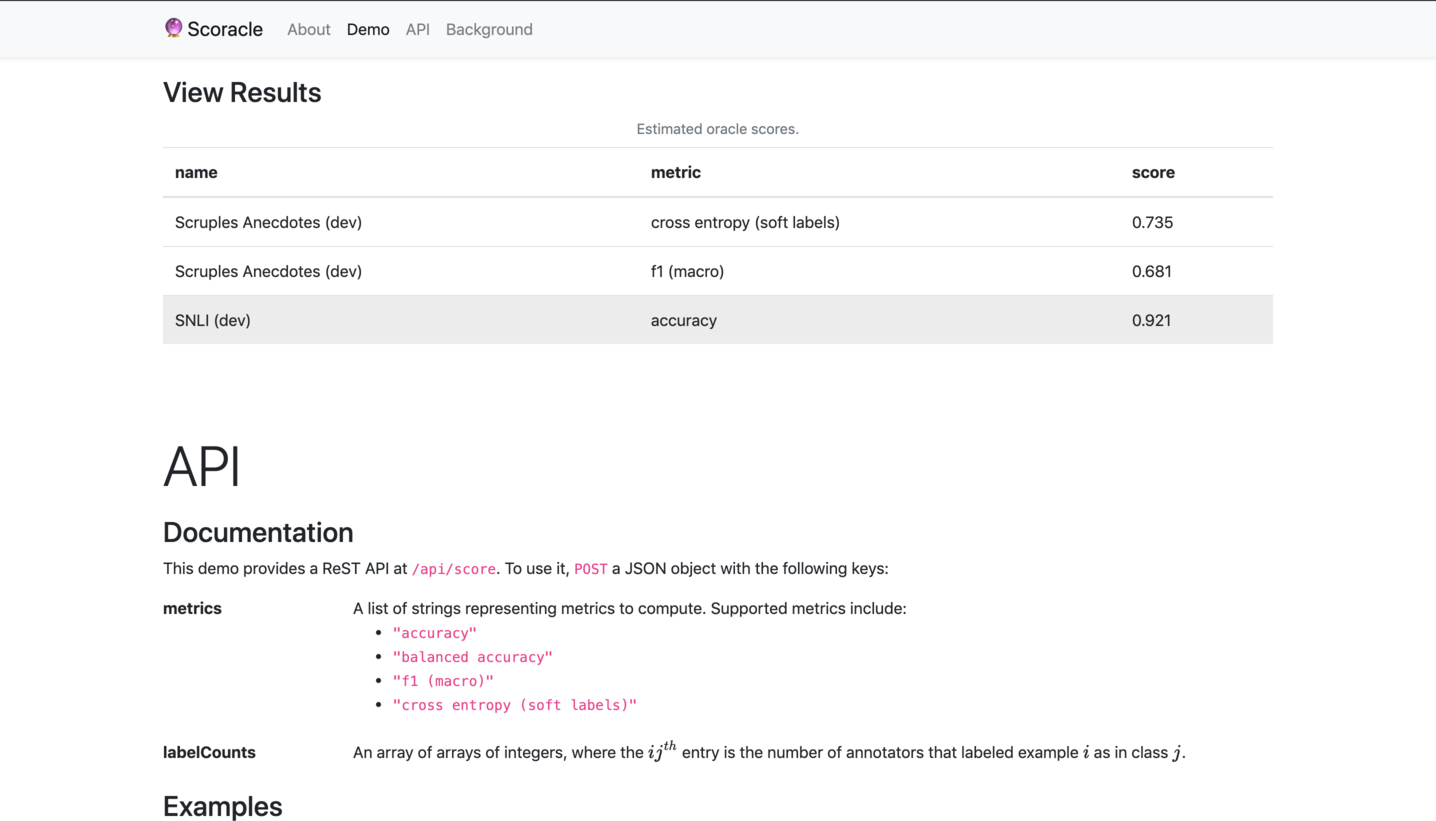 Scoracle About Demo API Background
View Results
Estimated oracle scores.
name metric score
Scruples Anecdotes (dev) cross entropy (soft labels) 0.735
Scruples Anecdotes (dev) f1 (macro) 0.681
SNLI (dev) accuracy 0.921
API
Documentation
This demo provides a ReST API at /api/score. To use it, POST a JSON object with the following keys:
metrics A list of strings representing metrics to compute. Supported metrics include:
• "accuracy"
• "balanced accuracy"
• "f1 (macro)"
• "cross entropy (soft labels)"
labelCounts An array of arrays of integers, where the ij^th entry is the number of annotators that labeled example i as in class j.
Examples